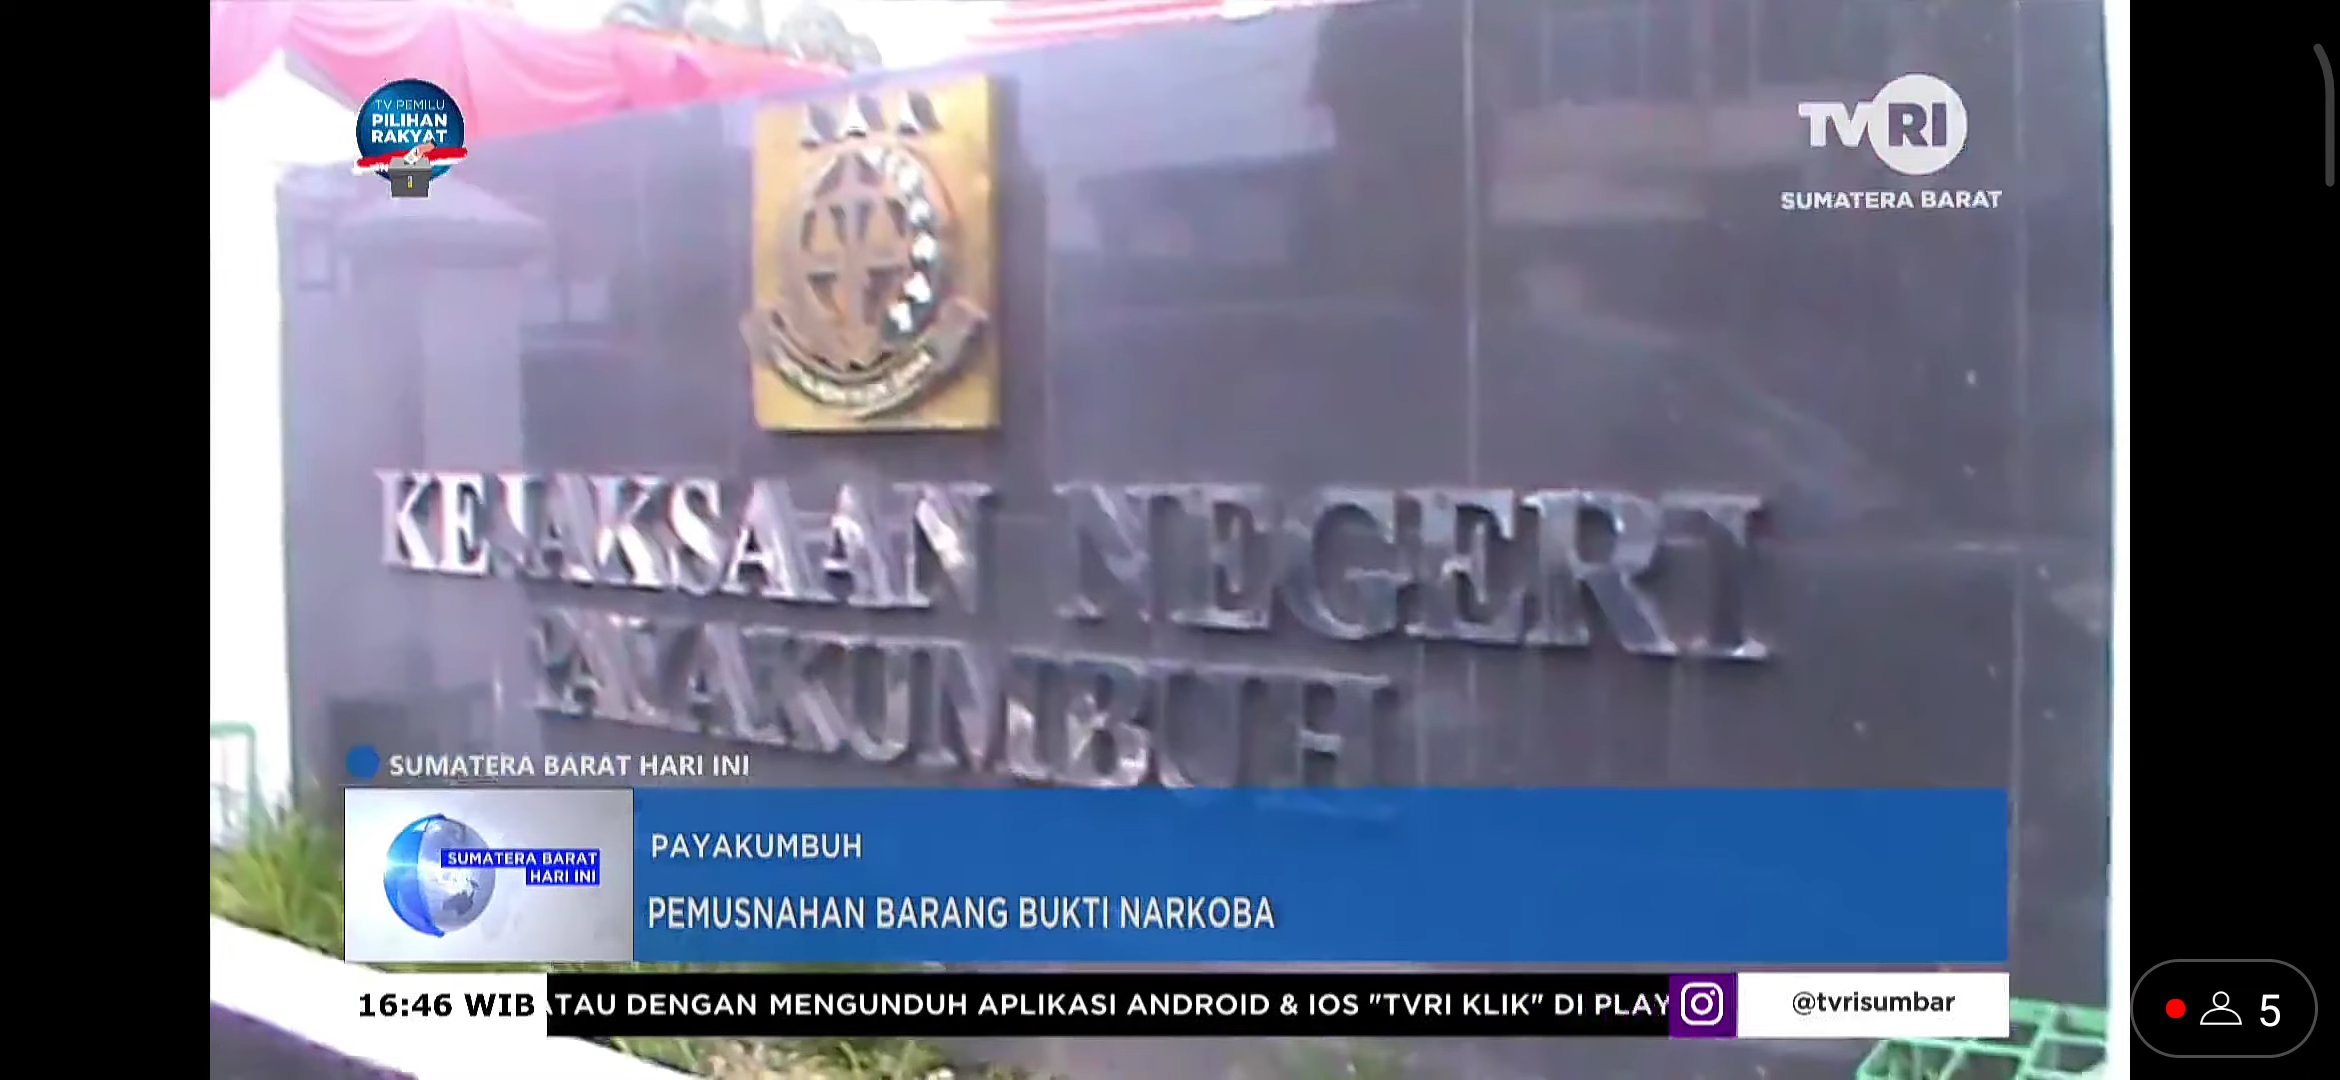 TV PEMILU
PILIHAN
RAKYAT
TVRI
SUMATERA BARAT
KEJAKSAAN NEGERI
PAYAKUMBUH
SUMATERA BARAT HARI INI
SUMATERA BARAT
HARI INI
PAYAKUMBUH
PEMUSNAHAN BARANG BUKTI NARKOBA
16:46 WIB
ATAU DENGAN MENGUNDUH APLIKASI ANDROID & IOS "TVRI KLIK" DI PLAY
@tvrisumbar
5